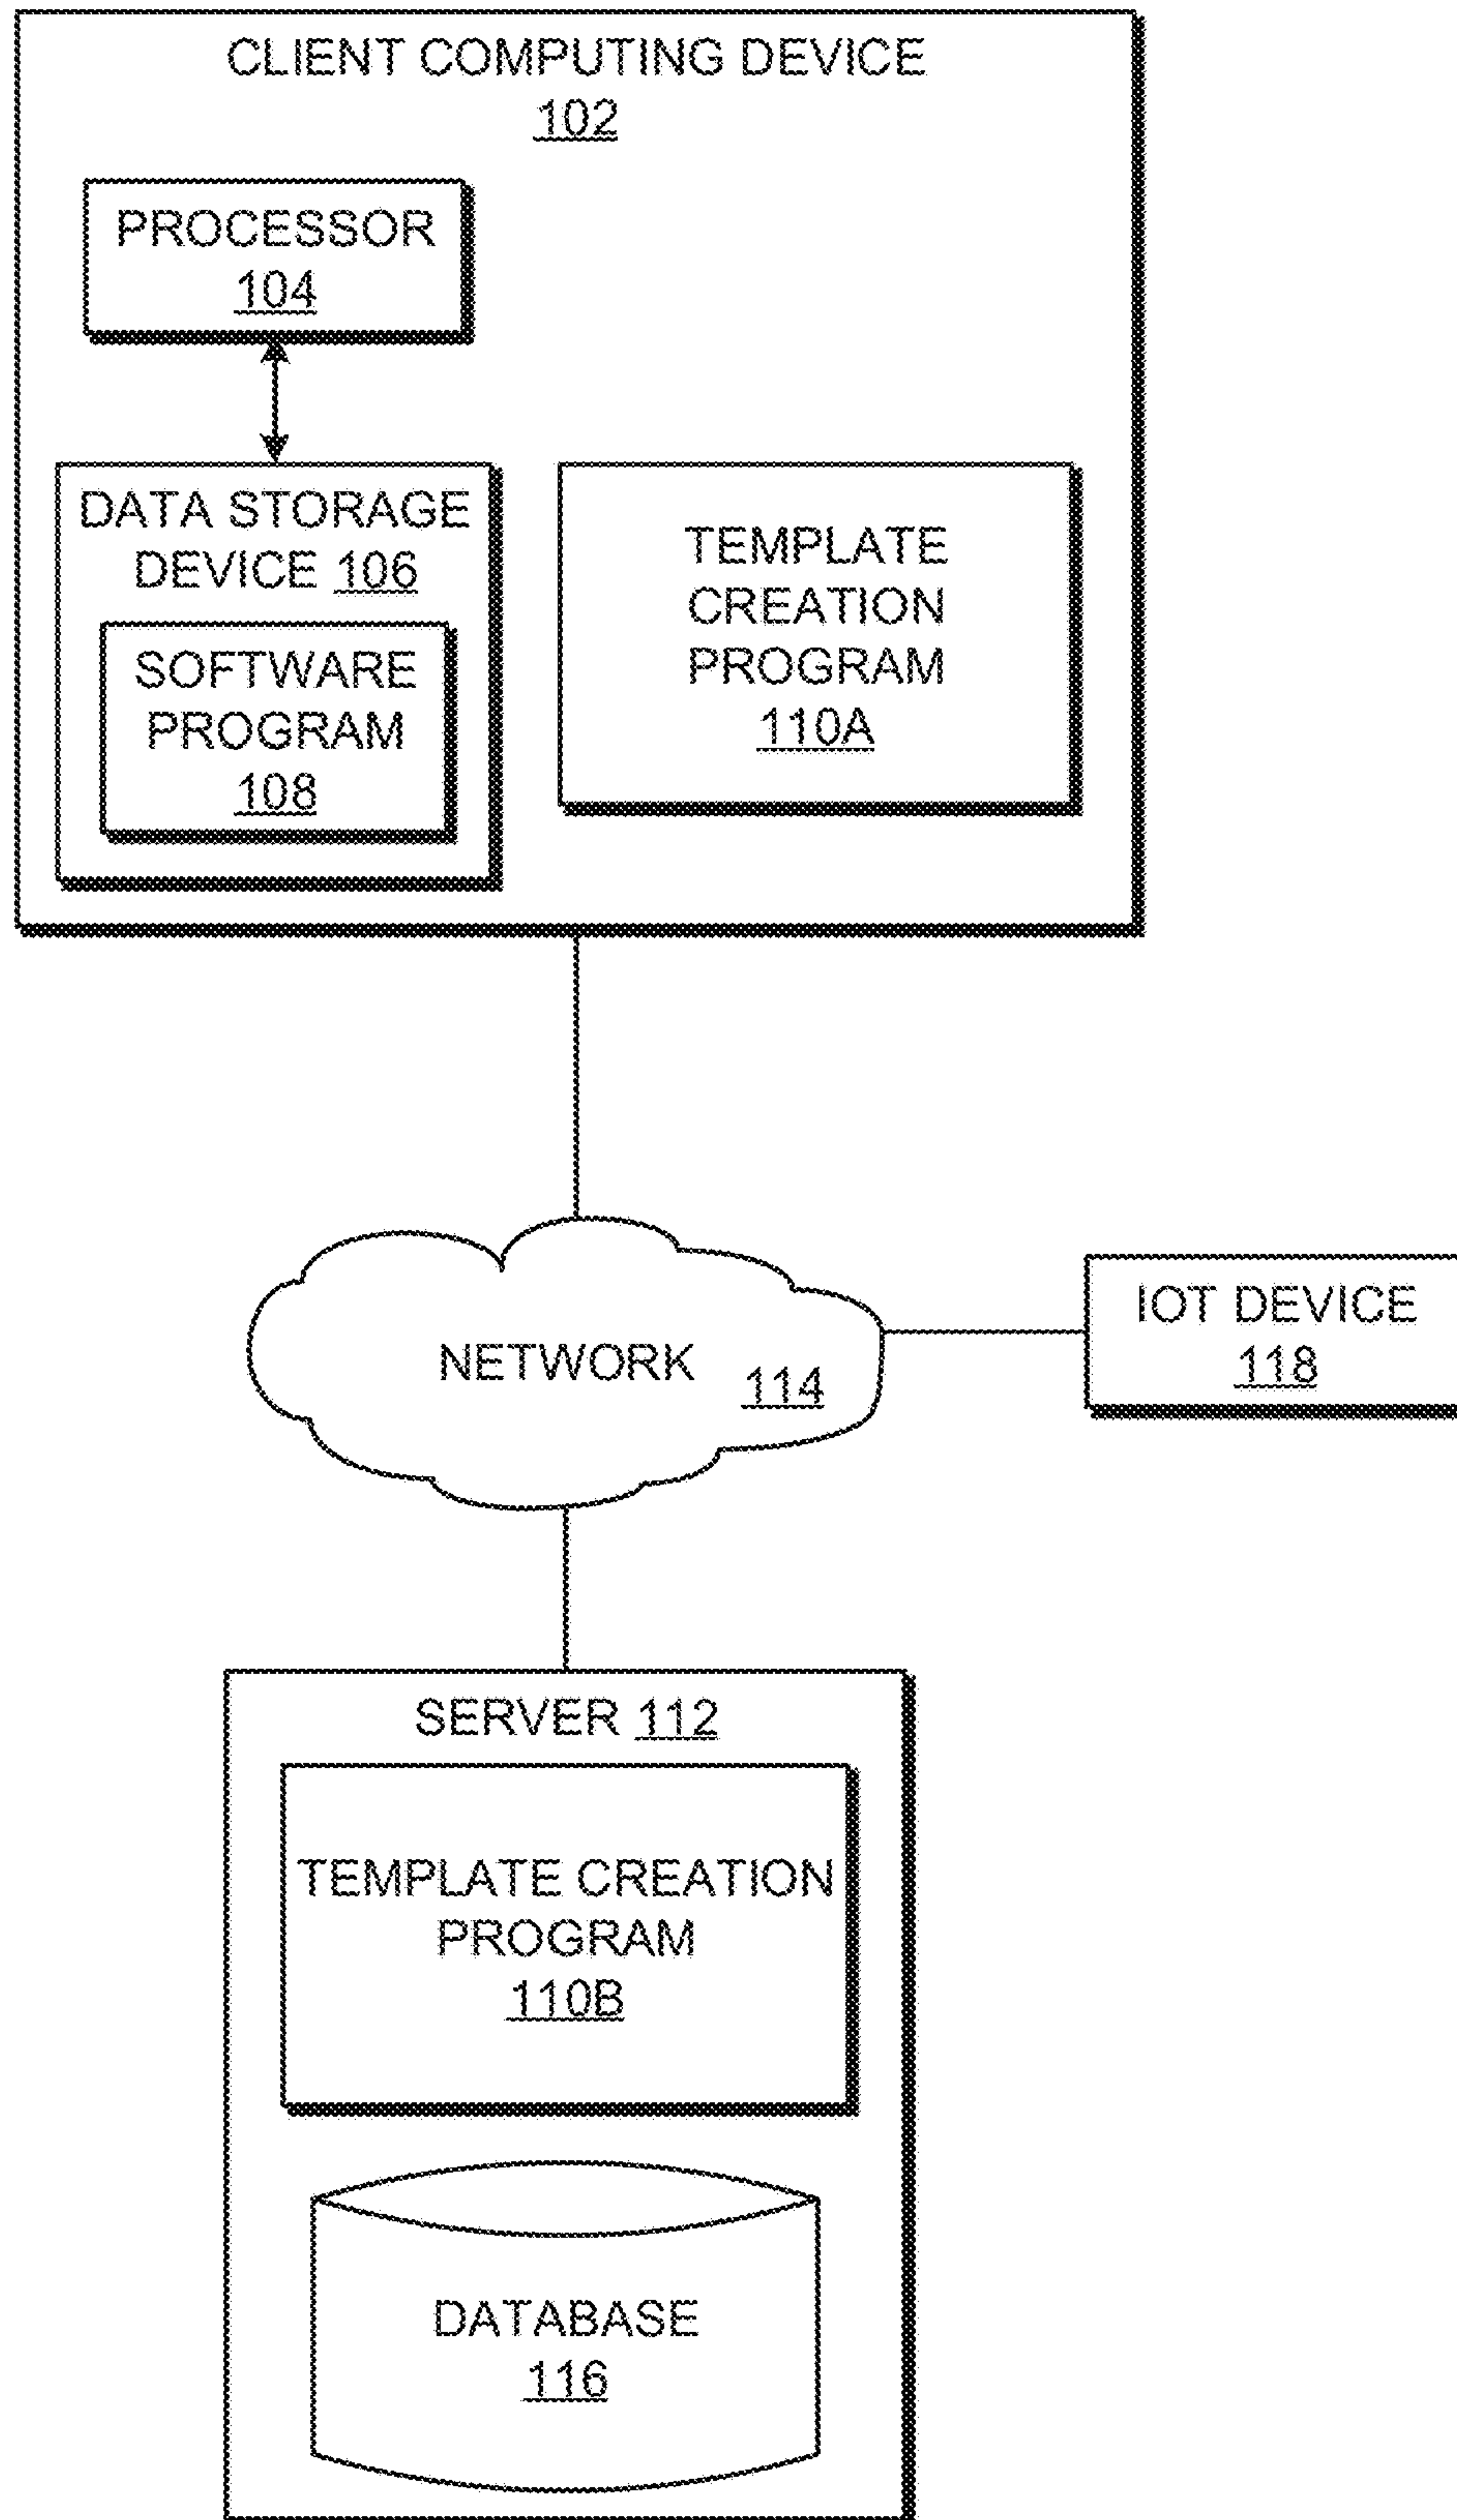 CLIENT COMPUTING DEVICE
102
PROCESSOR
104
DATA STORAGE
DEVICE 106
SOFTWARE
PROGRAM
108
TEMPLATE
CREATION
PROGRAM
110A
NETWORK 114
IOT DEVICE
118
SERVER 112
TEMPLATE CREATION
PROGRAM
110B
DATABASE
116